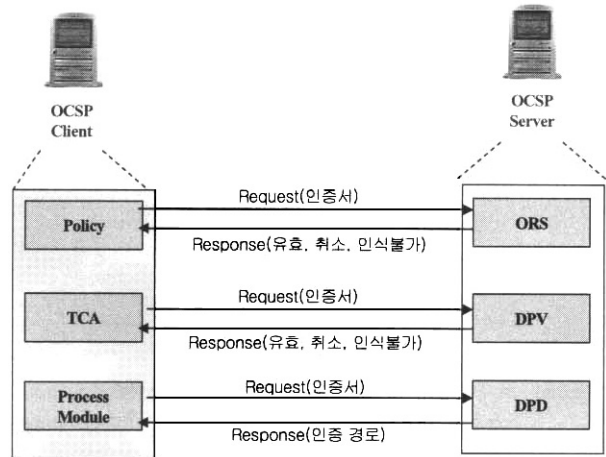 OCSP
Client
OCSP
Server
Policy
Request(인증서)
Response(유효, 취소, 인식불가)
ORS
TCA
Request(인증서)
Response(유효, 취소, 인식불가)
DPV
Process
Module
Request(인증서)
Response(인증 경로)
DPD